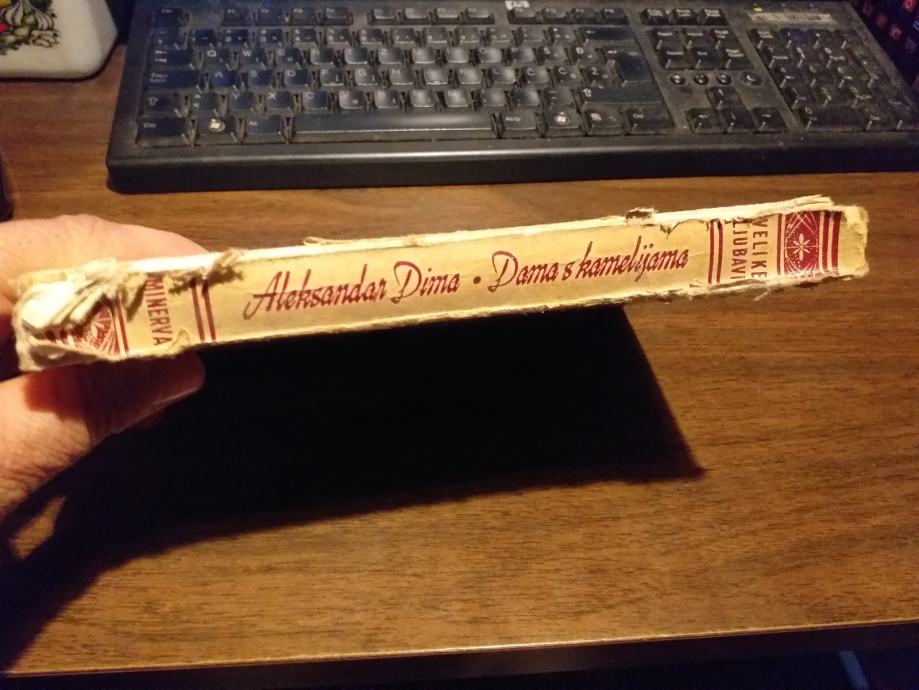 MINERVA
Aleksandar Dima • Dama s kamelijama
VELIKE
LJUBAVI